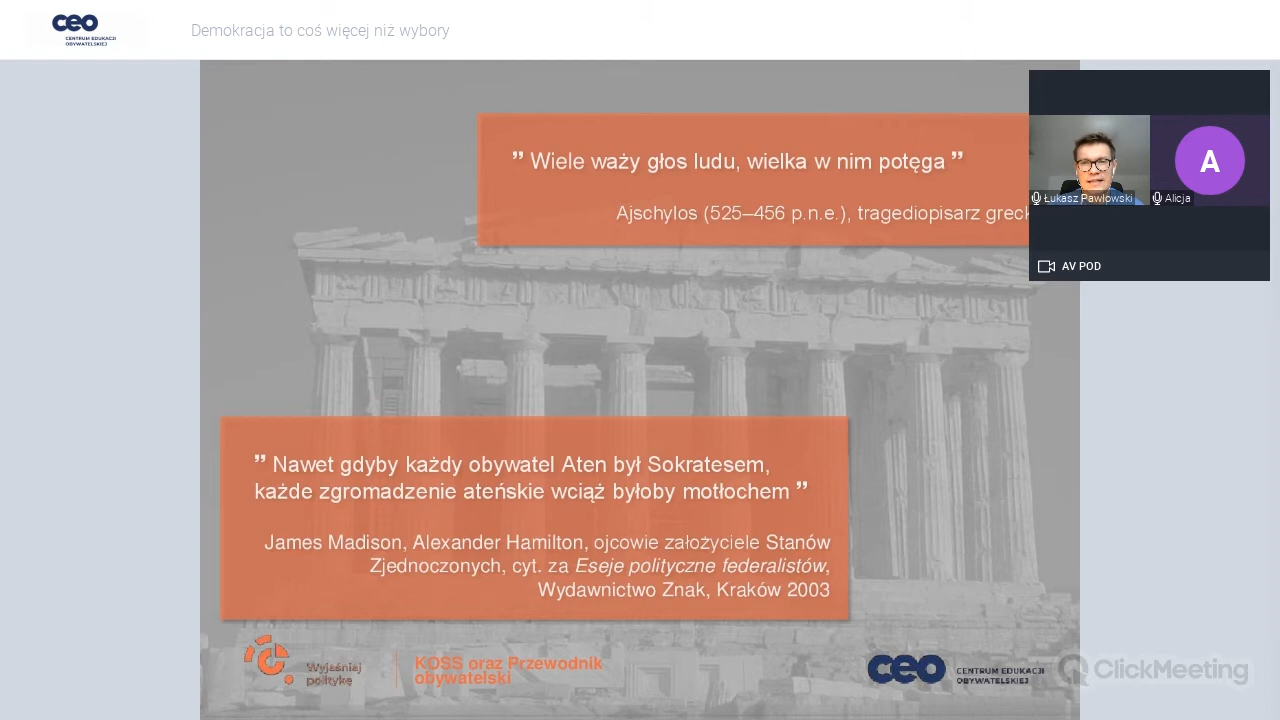 ceo
CENTRUM EDUKACJI
OBYWATELSKIEJ
Demokracja to coś więcej niż wybory
” Wiele waży głos ludu, wielka w nim potęga ”
Ajschylos (525–456 p.n.e.), tragediopisarz greck
A
Łukasz Pawłowski
Alicja
AV POD
” Nawet gdyby każdy obywatel Aten był Sokratesem,
każde zgromadzenie ateńskie wciąż byłoby motłochem ”
James Madison, Alexander Hamilton, ojcowie założyciele Stanów
Zjednoczonych, cyt. za Eseje polityczne federalistów,
Wydawnictwo Znak, Kraków 2003
Wyjaśniaj
politykę
KOSS oraz Przewodnik
obywatelski
ceo
CENTRUM EDUKACJI
OBYWATELSKIEJ
ClickMeeting